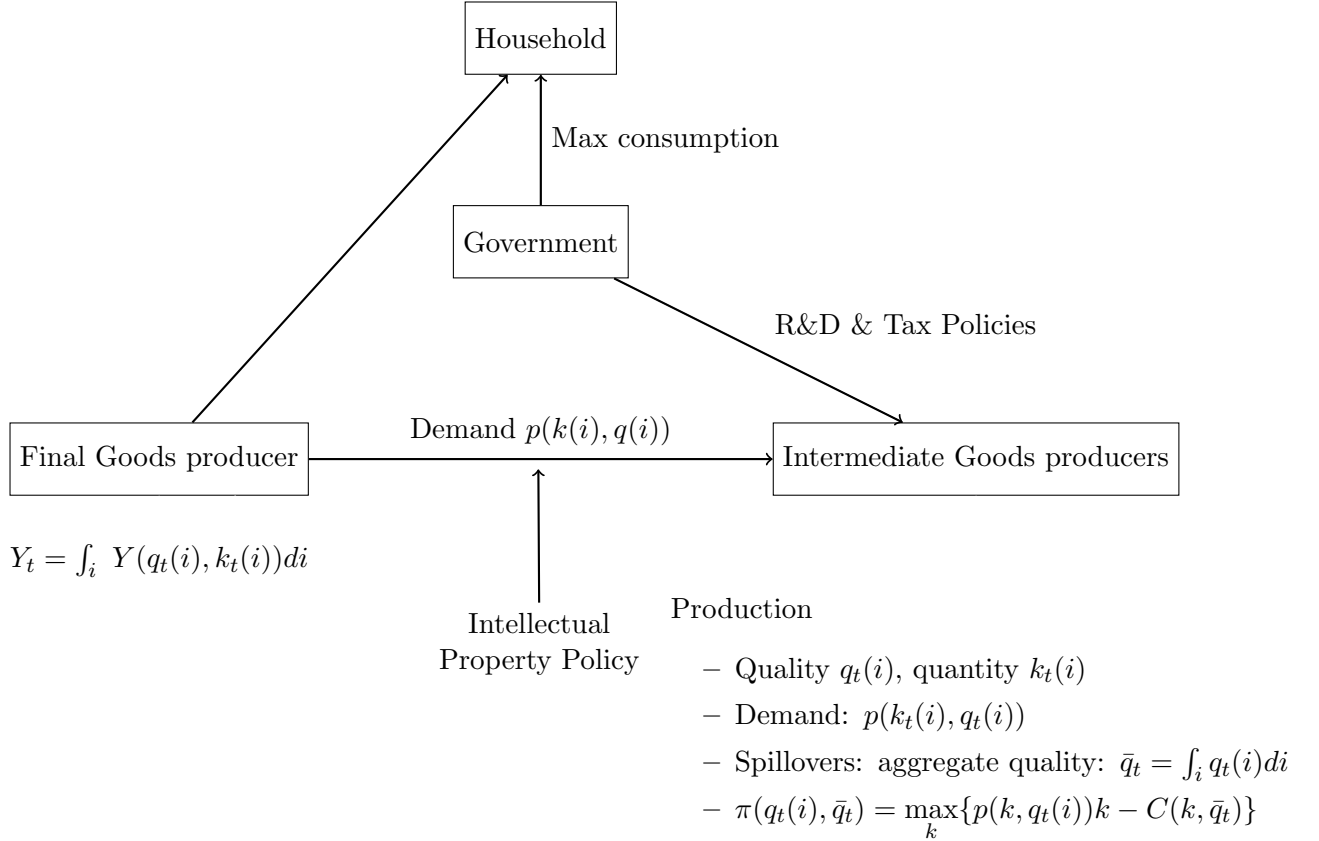 Household
Max consumption
Government
R&D & Tax Policies
Demand p(k(i), q(i))
Final Goods producer
Intermediate Goods producers
Y_t = ∫_i Y(q_t(i), k_t(i))di
Intellectual
Property Policy
Production
– Quality q_t(i), quantity k_t(i)
– Demand: p(k_t(i), q_t(i))
– Spillovers: aggregate quality: q̄_t = ∫_i q_t(i)di
– π(q_t(i), q̄_t) = max_k{p(k, q_t(i))k − C(k, q̄_t)}